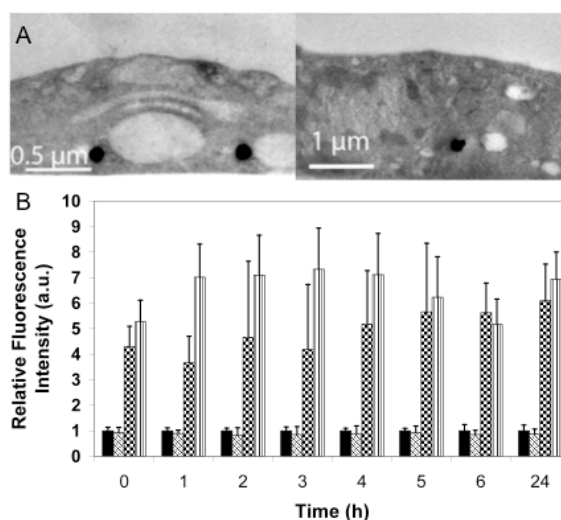 A
0.5 µm
1 µm
B
Relative Fluorescence
Intensity (a.u.)
10
9
8
7
6
5
4
3
2
1
0
0 1 2 3 4 5 6 24
Time (h)